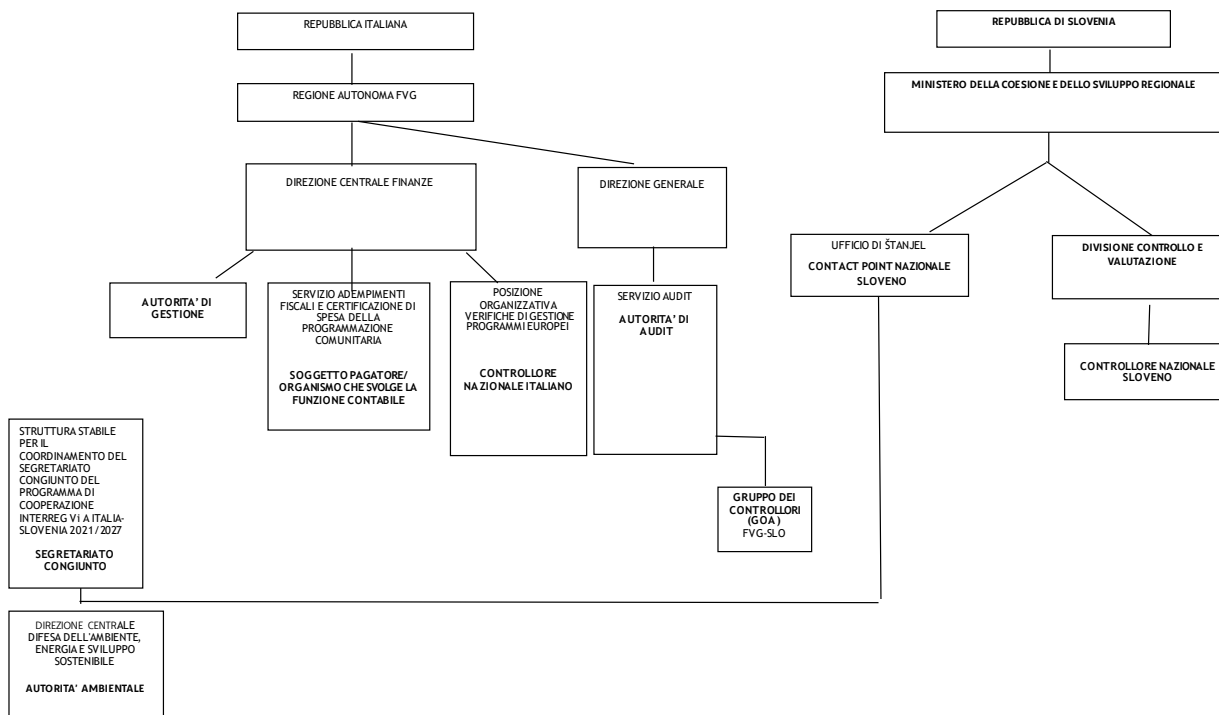 REPUBBLICA ITALIANA
REPUBBLICA DI SLOVENIA
REGIONE AUTONOMA FVG
MINISTERO DELLA COESIONE E DELLO SVILUPPO REGIONALE
DIREZIONE CENTRALE FINANZE
DIREZIONE GENERALE
UFFICIO DI ŠTANJEL
CONTACT POINT NAZIONALE
SLOVENO
DIVISIONE CONTROLLO E
VALUTAZIONE
AUTORITA' DI
GESTIONE
SERVIZIO ADEMPIMENTI
FISCALI E CERTIFICAZIONE DI
SPESA DELLA
PROGRAMMAZIONE
COMUNITARIA
SOGGETTO PAGATORE/
ORGANISMO CHE SVOLGE LA
FUNZIONE CONTABILE
POSIZIONE
ORGANIZZATIVA
VERIFICHE DI GESTIONE
PROGRAMMI EUROPEI
CONTROLLORE
NAZIONALE ITALIANO
SERVIZIO AUDIT
AUTORITA' DI
AUDIT
CONTROLLORE NAZIONALE
SLOVENO
STRUTTURA STABILE
PER IL
COORDINAMENTO DEL
SEGRETARIATO
CONGIUNTO DEL
PROGRAMMA DI
COOPERAZIONE
INTERREG Vi A ITALIA-
SLOVENIA 2021/2027
SEGRETARIATO
CONGIUNTO
GRUPPO DEI
CONTROLLORI
(GOA)
FVG-SLO
DIREZIONE CENTRALE
DIFESA DELL'AMBIENTE,
ENERGIA E SVILUPPO
SOSTENIBILE
AUTORITA' AMBIENTALE